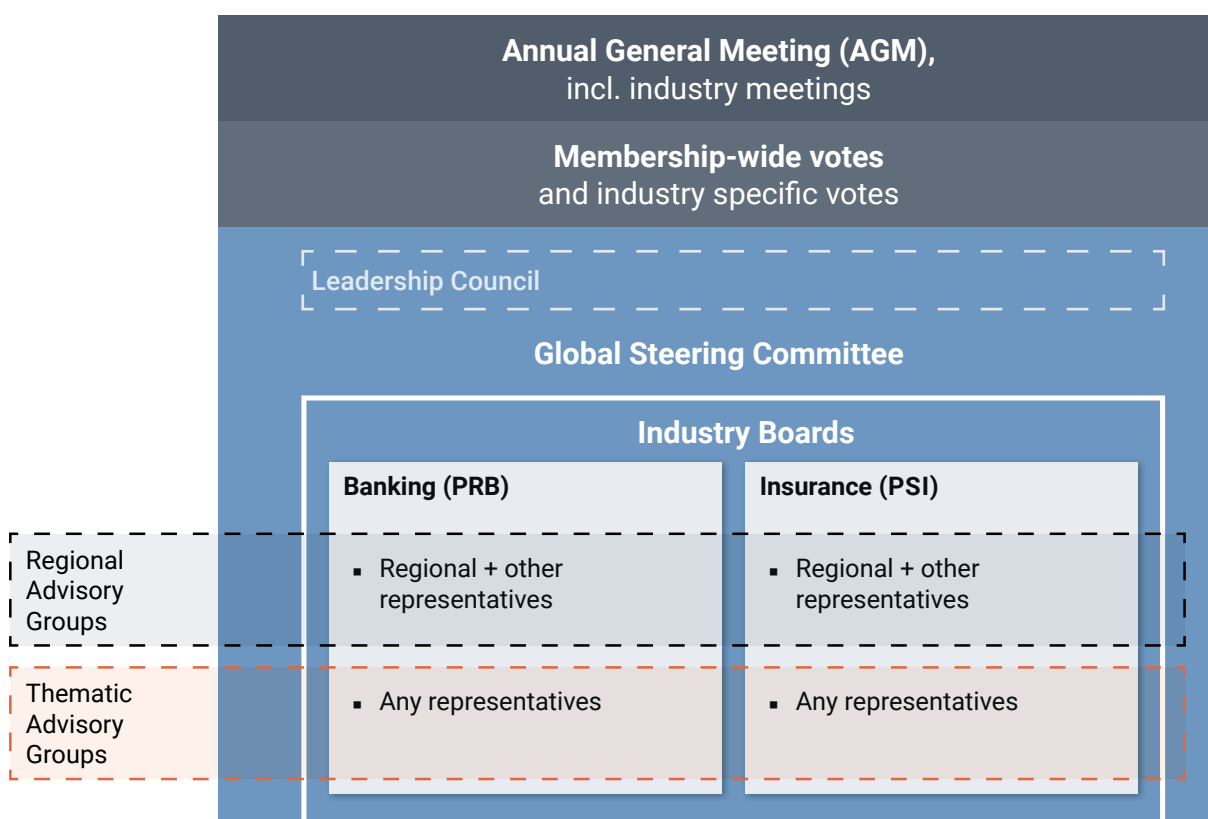 Annual General Meeting (AGM),
incl. industry meetings
Membership-wide votes
and industry specific votes
Leadership Council
Global Steering Committee
Industry Boards
Banking (PRB)
Insurance (PSI)
Regional
Advisory
Groups
▪ Regional + other
representatives
▪ Regional + other
representatives
Thematic
Advisory
Groups
▪ Any representatives
▪ Any representatives